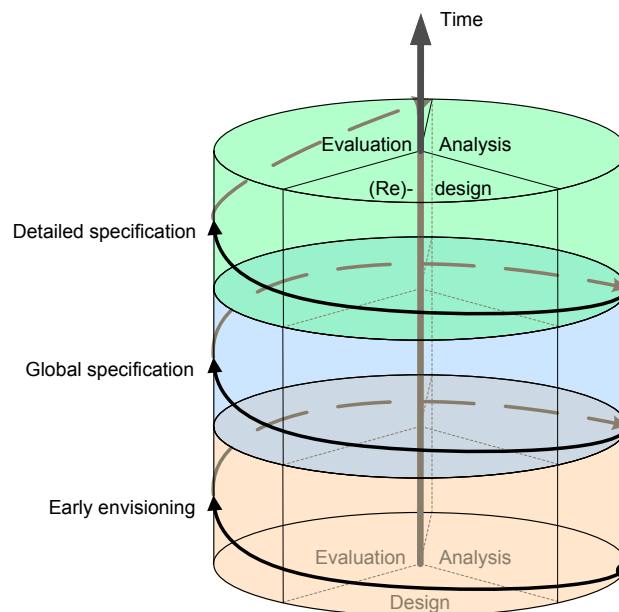 Time
Evaluation Analysis
(Re)- design
Detailed specification
Global specification
Early envisioning
Evaluation Analysis
Design